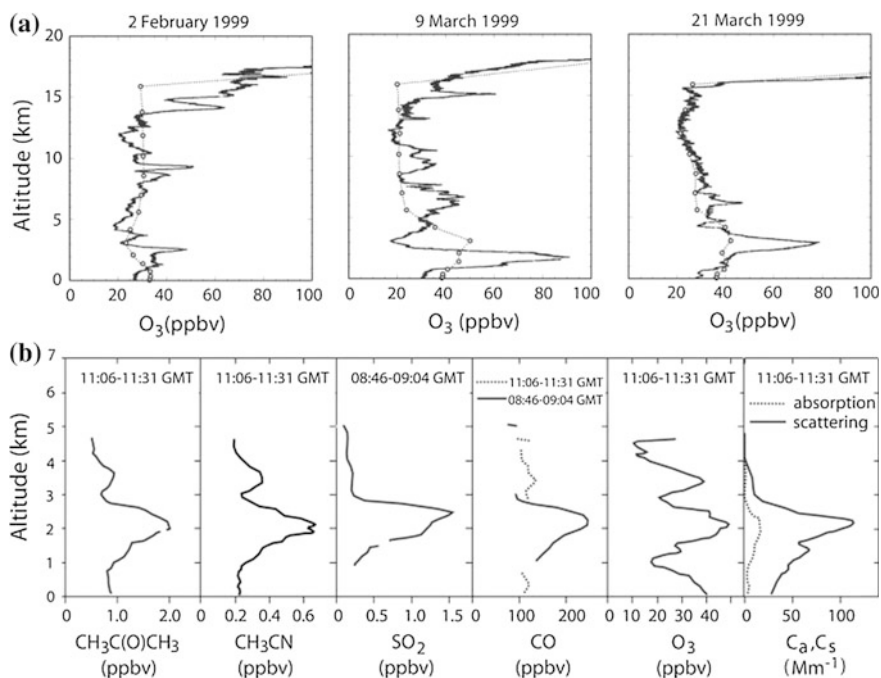 (a)
2 February 1999
9 March 1999
21 March 1999
Altitude (km)
20
15
10
5
0
0 20 40 60 80 100
0 20 40 60 80 100
0 20 40 60 80 100
O3(ppbv)
O3(ppbv)
O3(ppbv)
(b)
Altitude (km)
7
6
5
4
3
2
1
0
11:06-11:31 GMT
11:06-11:31 GMT
08:46-09:04 GMT
11:06-11:31 GMT
08:46-09:04 GMT
11:06-11:31 GMT
11:06-11:31 GMT
absorption
scattering
0 1.0 2.0
0.2 0.4 0.6
0 0.5 1.0 1.5
0 100 200
0 10 20 30 40 50
0 50 100
CH3C(O)CH3
(ppbv)
CH3CN
(ppbv)
SO2
(ppbv)
CO
(ppbv)
O3
(ppbv)
Ca,Cs
(Mm-1)